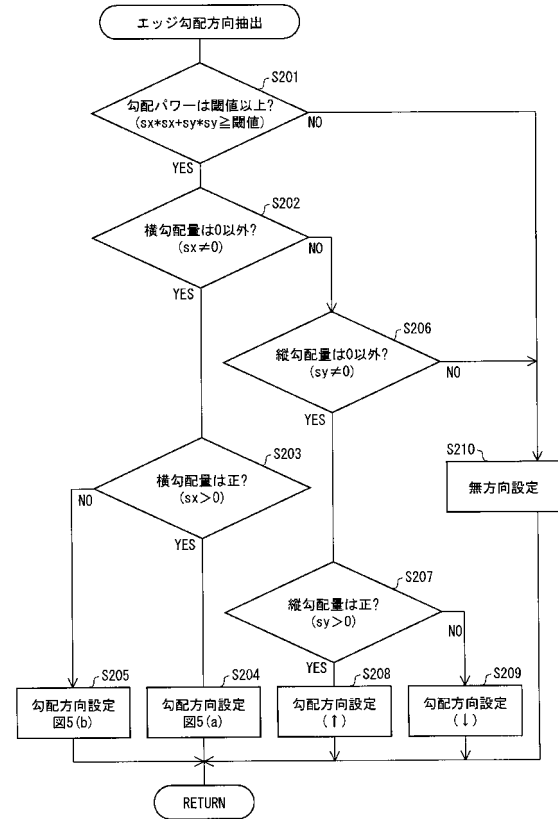 エッジ勾配方向抽出
S201
勾配パワーは閾値以上?
(sx*sx+sy*sy≧閾値)
NO
YES
S202
横勾配量は0以外?
(sx≠0)
NO
YES
S206
縦勾配量は0以外?
(sy≠0)
NO
YES
S203
横勾配量は正?
(sx>0)
NO
YES
S210
無方向設定
S207
縦勾配量は正?
(sy>0)
NO
YES
S205
勾配方向設定
図5(b)
S204
勾配方向設定
図5(a)
S208
勾配方向設定
(↑)
S209
勾配方向設定
(↓)
RETURN